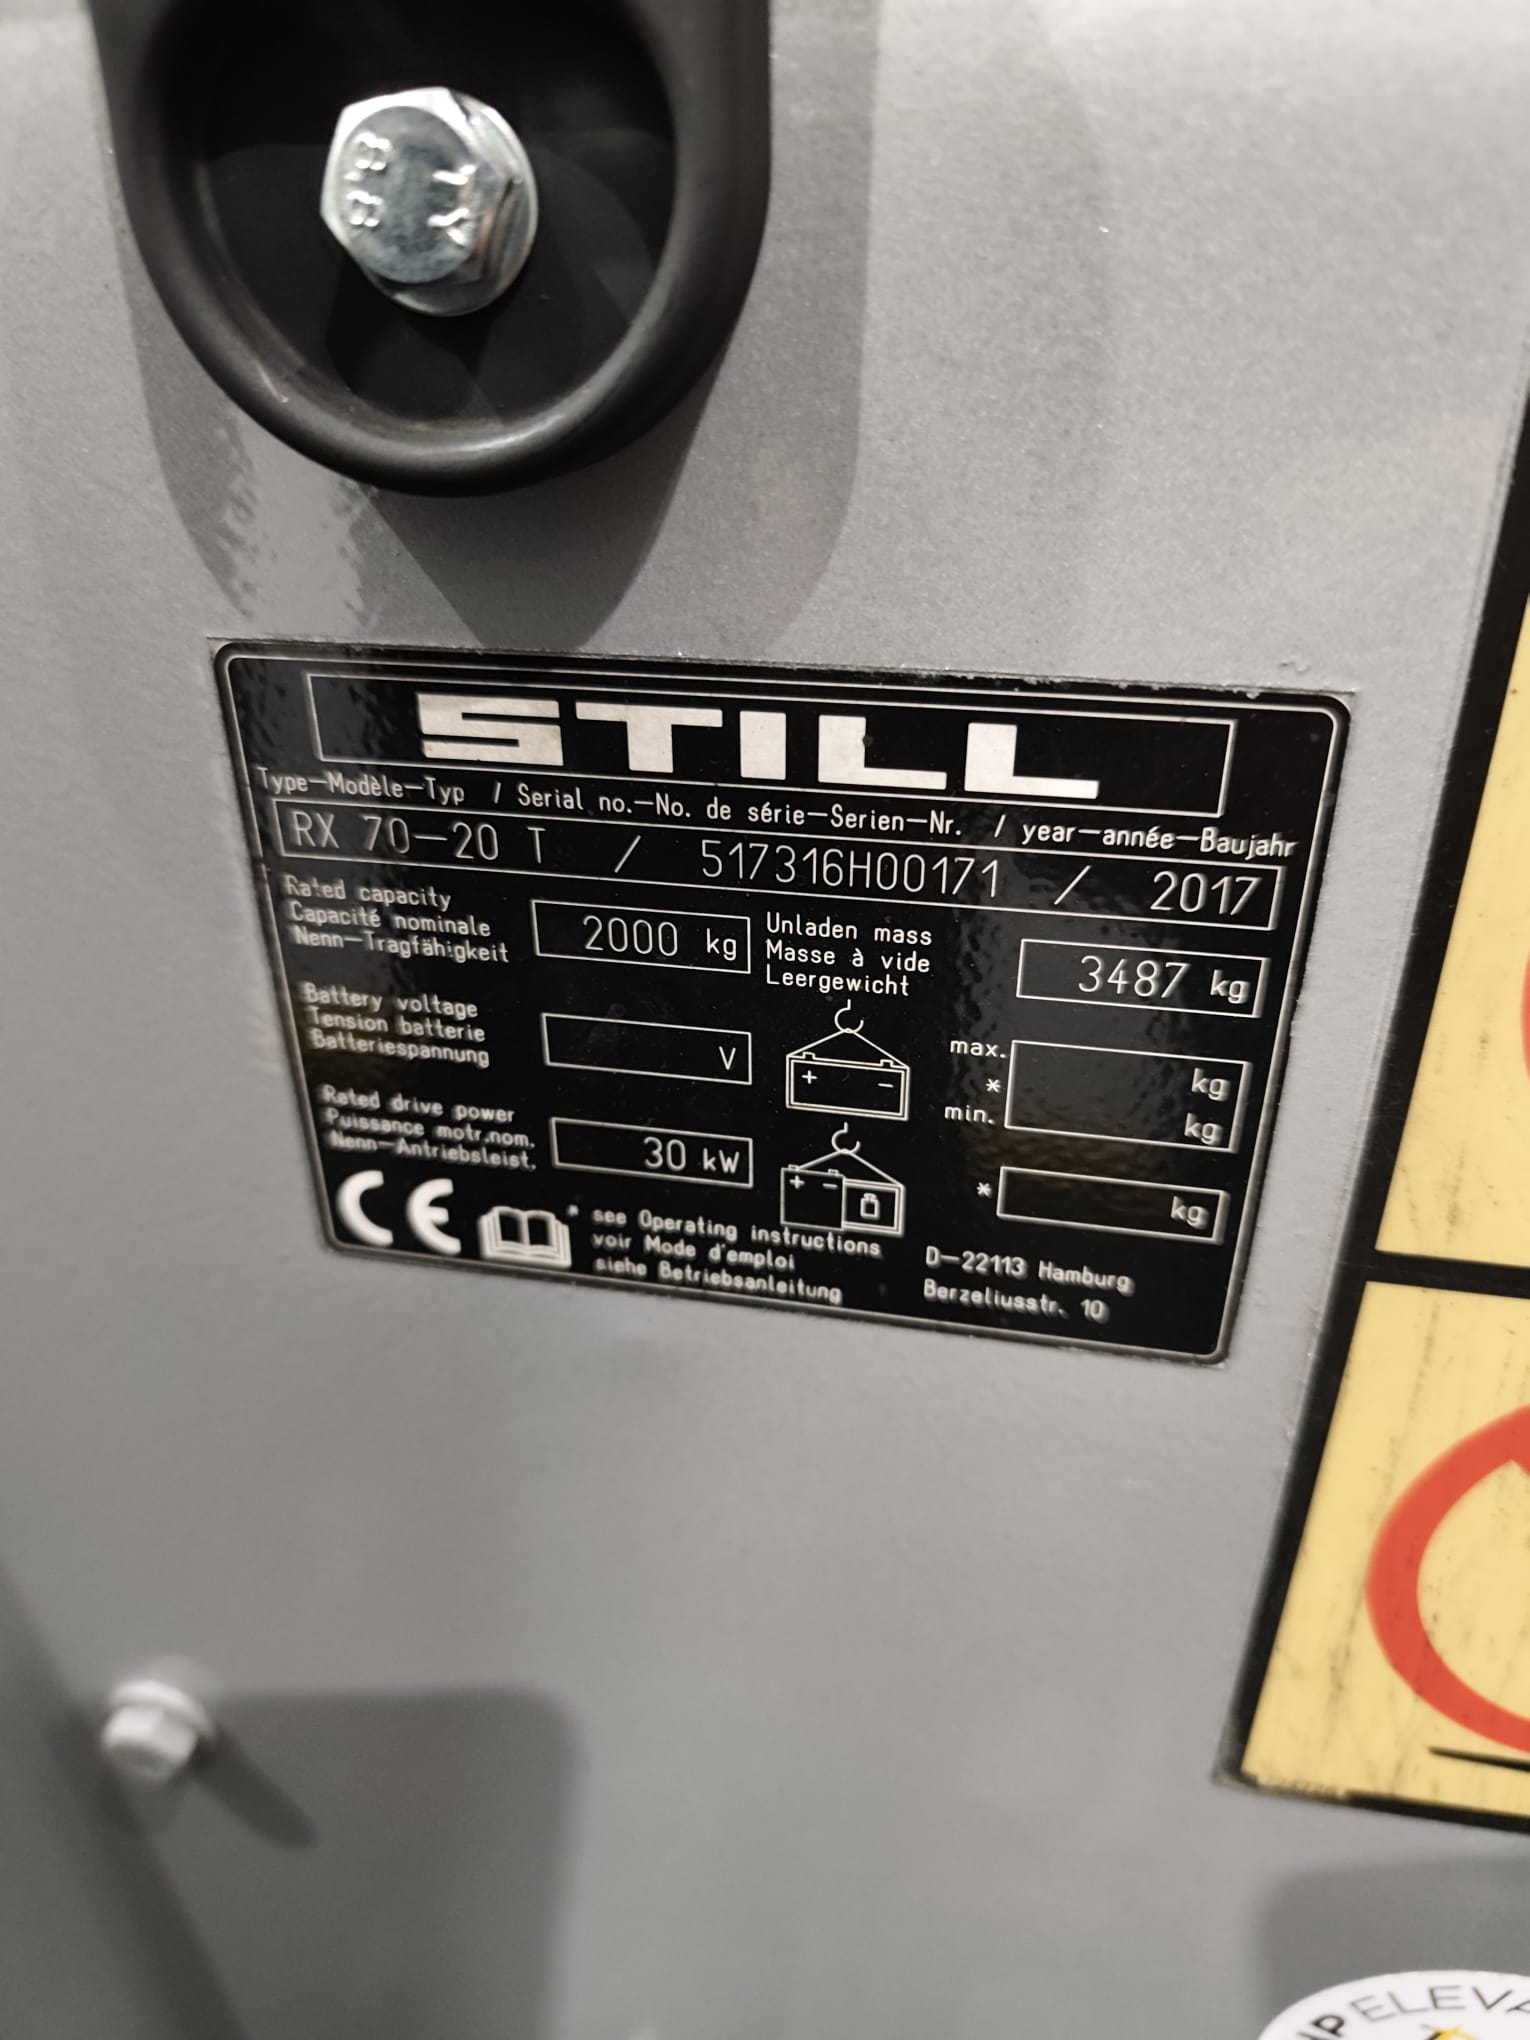 8.8
TY
STILL
Type—Modèle—Typ / Serial no.—No. de série—Serien—Nr. / year—année—Baujahr
RX 70—20 T / 517316H00171 / 2017
Rated capacity
Capacité nominale
Nenn—Tragfähigkeit
2000 kg
Unladen mass
Masse à vide
Leergewicht
3487 kg
Battery voltage
Tension batterie
Batteriespannung
V
+ −
max.
*
min.
kg
kg
Rated drive power
Puissance motr.nom.
Nenn—Antriebsleist.
30 kW
+ −
* kg
CE
* see Operating instructions
voir Mode d'emploi
siehe Betriebsanleitung
D—22113 Hamburg
Berzeliusstr. 10